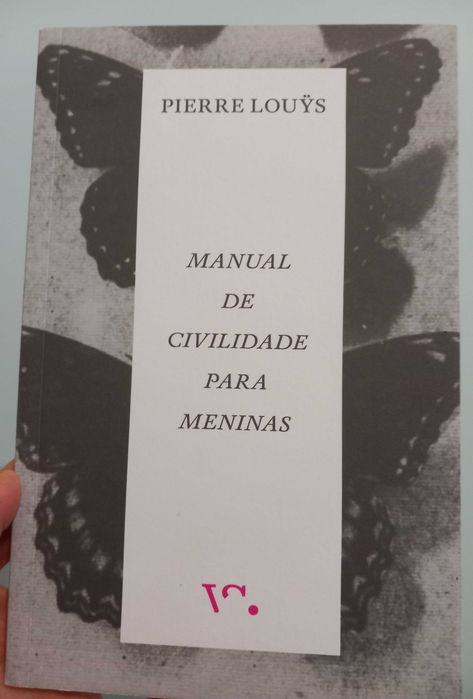 PIERRE LOUŸS
MANUAL
DE
CIVILIDADE
PARA
MENINAS